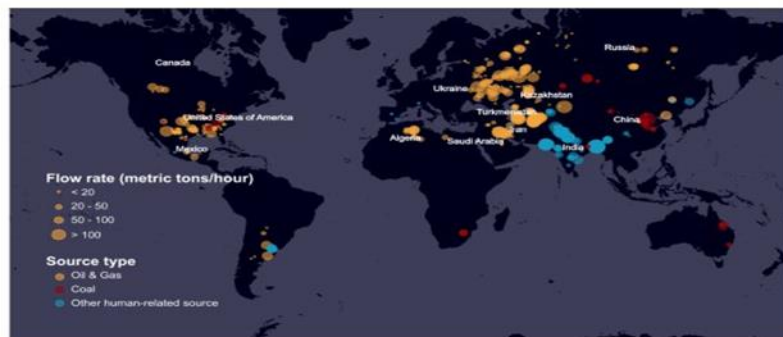 Canada
Russia
Ukraine
Kazakhstan
United States of America
Turkmenistan
China
Algeria
Iran
Mexico
Saudi Arabia
India
Flow rate (metric tons/hour)
< 20
20 - 50
50 - 100
> 100
Source type
Oil & Gas
Coal
Other human-related source